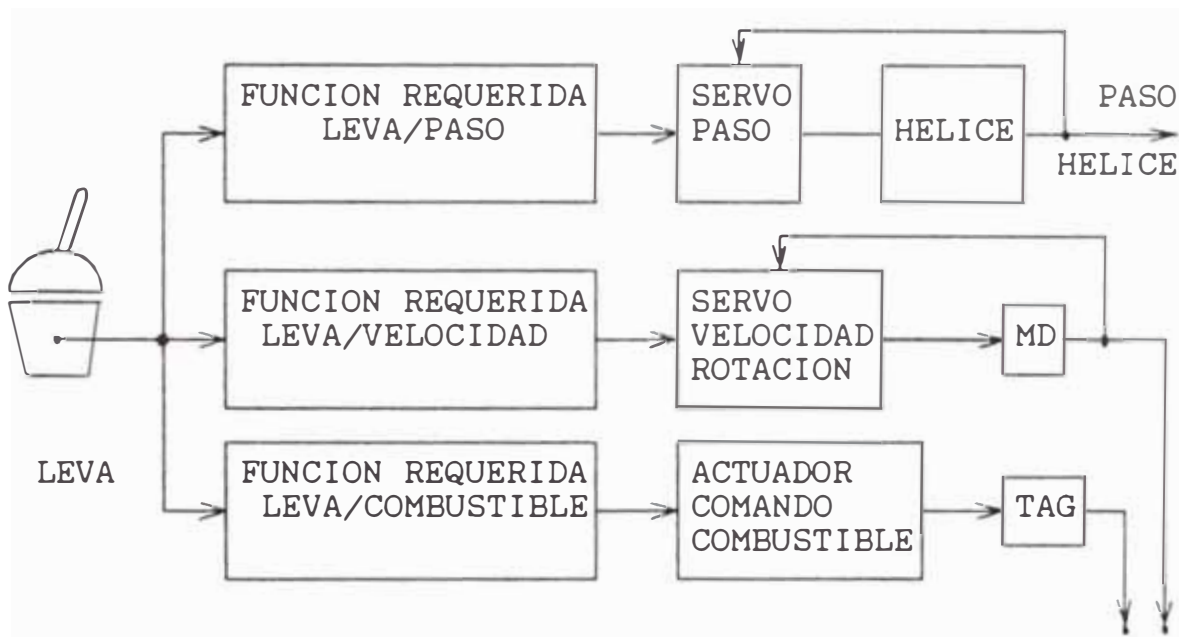 FUNCION REQUERIDA
LEVA/PASO
SERVO
PASO
HELICE
PASO
HELICE
FUNCION REQUERIDA
LEVA/VELOCIDAD
SERVO
VELOCIDAD
ROTACION
MD
LEVA
FUNCION REQUERIDA
LEVA/COMBUSTIBLE
ACTUADOR
COMANDO
COMBUSTIBLE
TAG